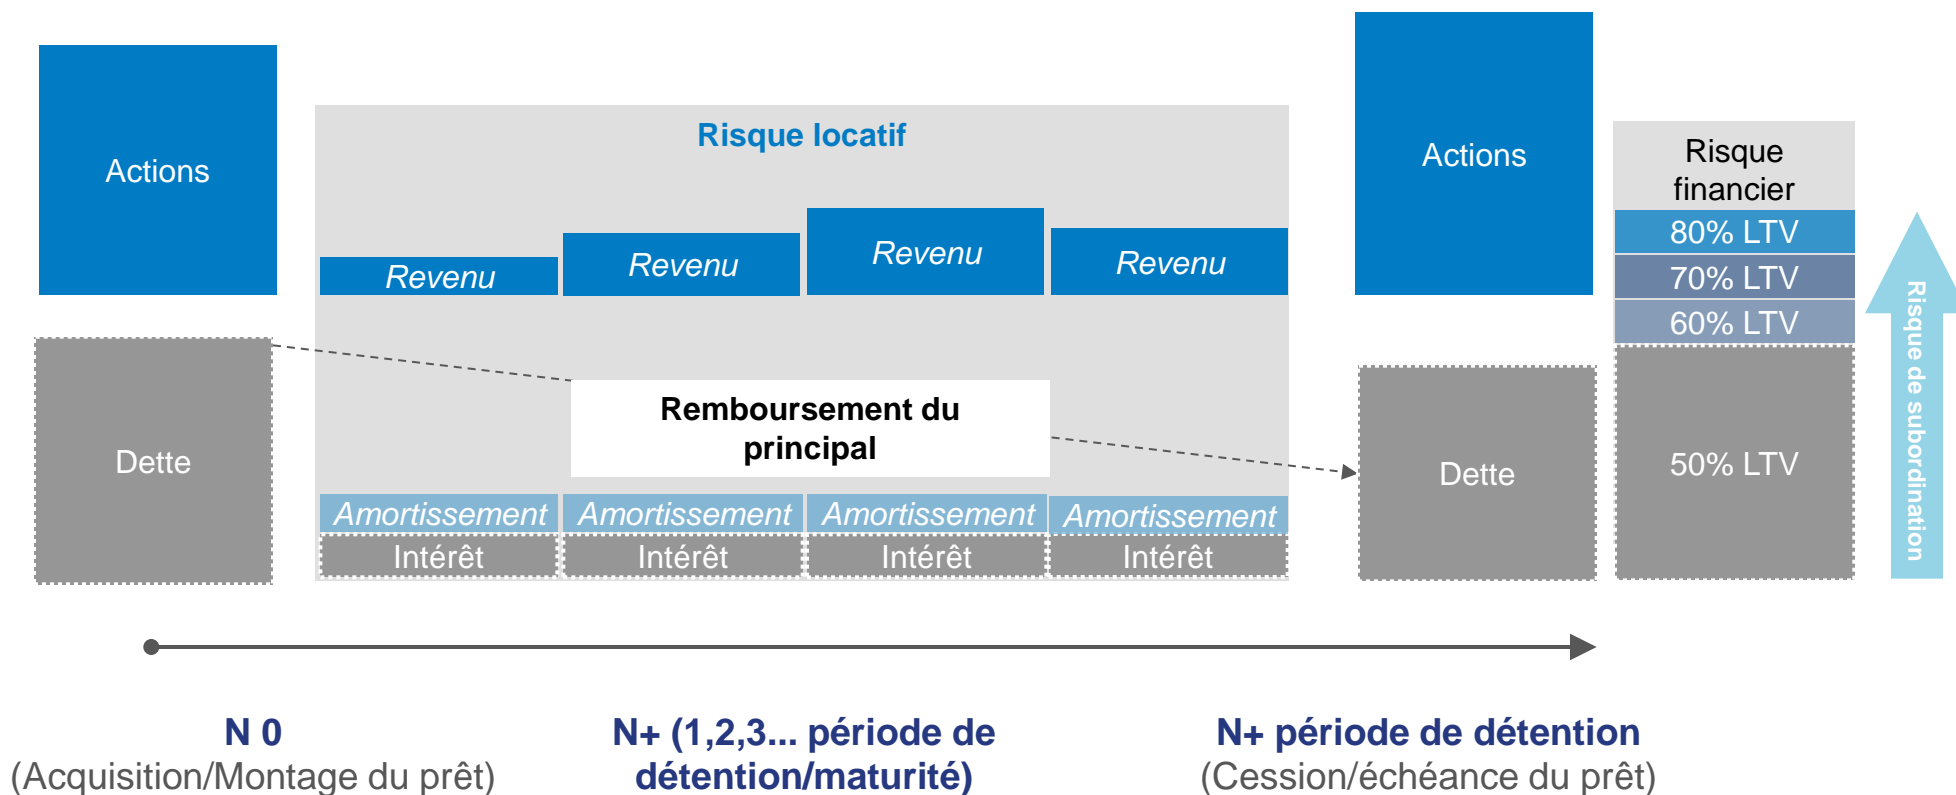 Actions
Dette
Risque locatif
Revenu
Revenu
Revenu
Revenu
Remboursement du
principal
Amortissement
Amortissement
Amortissement
Amortissement
Intérêt
Intérêt
Intérêt
Intérêt
Actions
Dette
Risque
financier
80% LTV
70% LTV
60% LTV
50% LTV
Risque de subordination
N 0
(Acquisition/Montage du prêt)
N+ (1,2,3... période de
détention/maturité)
N+ période de détention
(Cession/échéance du prêt)